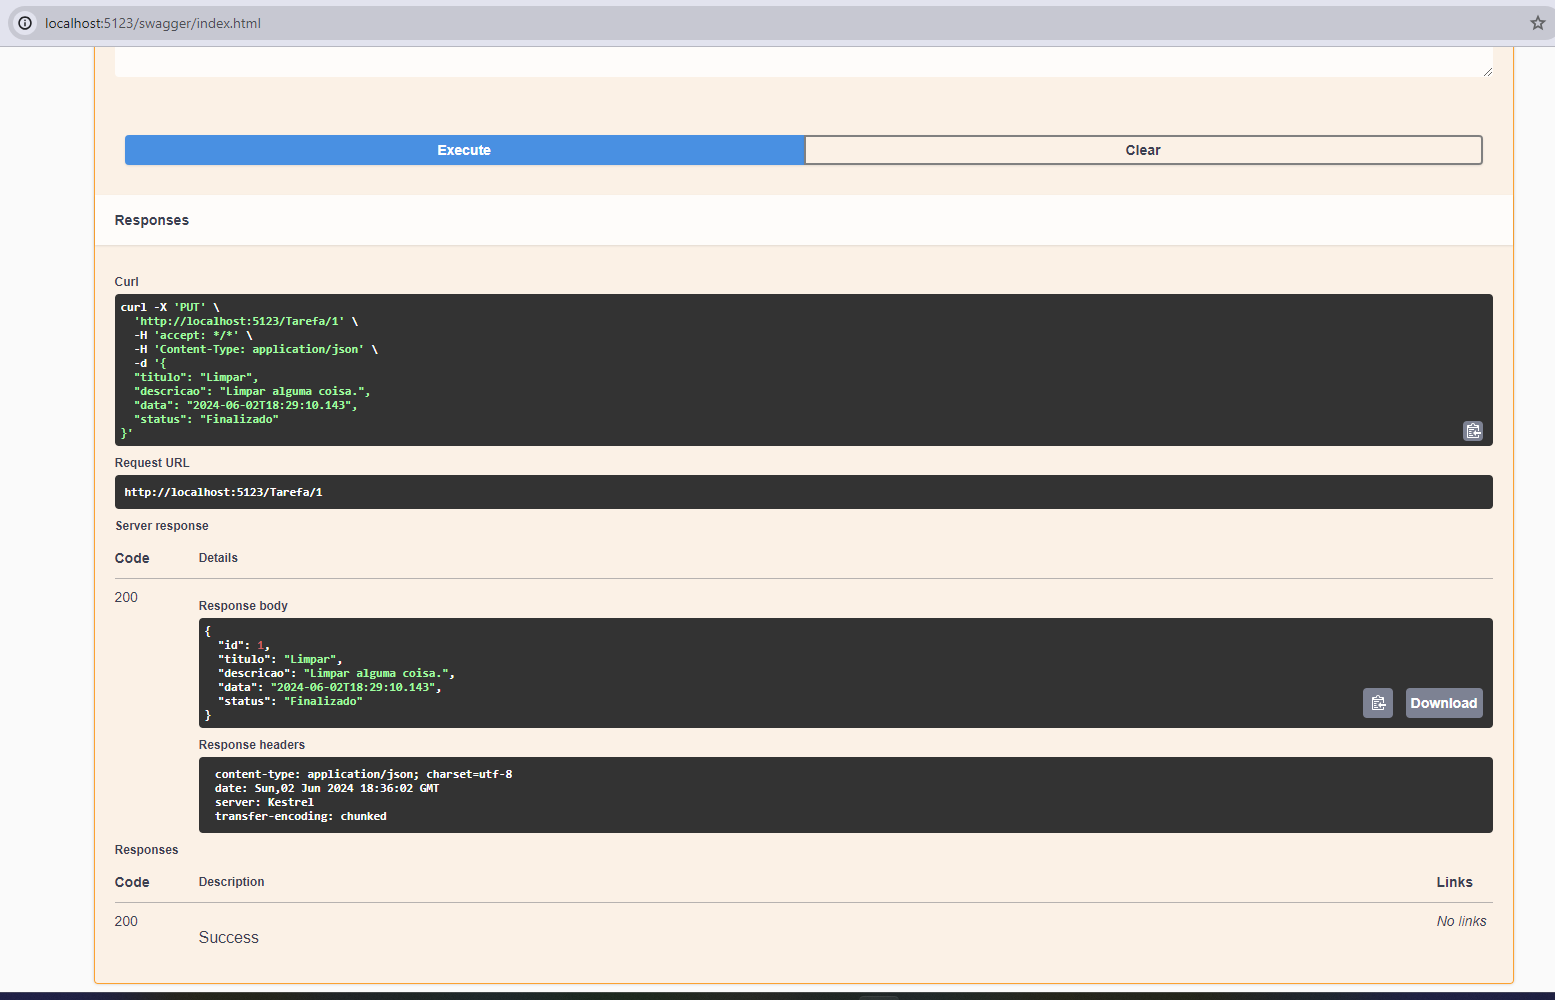 localhost:5123/swagger/index.html
Execute
Clear
Responses
Curl
curl -X 'PUT' \
  'http://localhost:5123/Tarefa/1' \
  -H 'accept: */*' \
  -H 'Content-Type: application/json' \
  -d '{
  "titulo": "Limpar",
  "descricao": "Limpar alguma coisa.",
  "data": "2024-06-02T18:29:10.143",
  "status": "Finalizado"
}'
Request URL
http://localhost:5123/Tarefa/1
Server response
Code Details
200
Response body
{
  "id": 1,
  "titulo": "Limpar",
  "descricao": "Limpar alguma coisa.",
  "data": "2024-06-02T18:29:10.143",
  "status": "Finalizado"
}
Download
Response headers
content-type: application/json; charset=utf-8
date: Sun,02 Jun 2024 18:36:02 GMT
server: Kestrel
transfer-encoding: chunked
Responses
Code Description Links
200 No links
Success